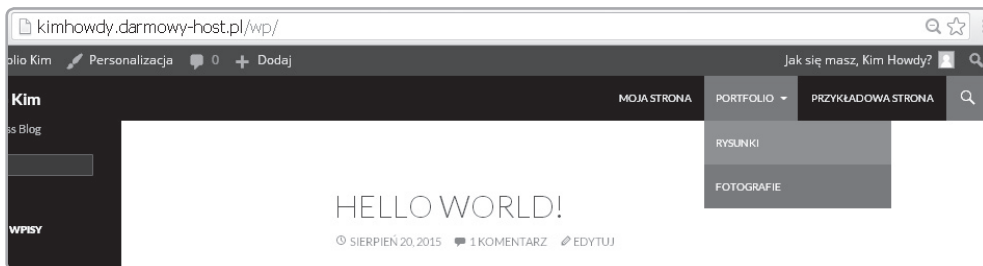 kimhowdy.darmowy-host.pl/wp/
olio Kim Personalizacja 0 + Dodaj Jak się masz, Kim Howdy?
Kim MOJA STRONA PORTFOLIO PRZYKŁADOWA STRONA
ss Blog
RYSUNKI
FOTOGRAFIE
HELLO WORLD!
WPISY
SIERPIEŃ 20, 2015 1 KOMENTARZ EDYTUJ